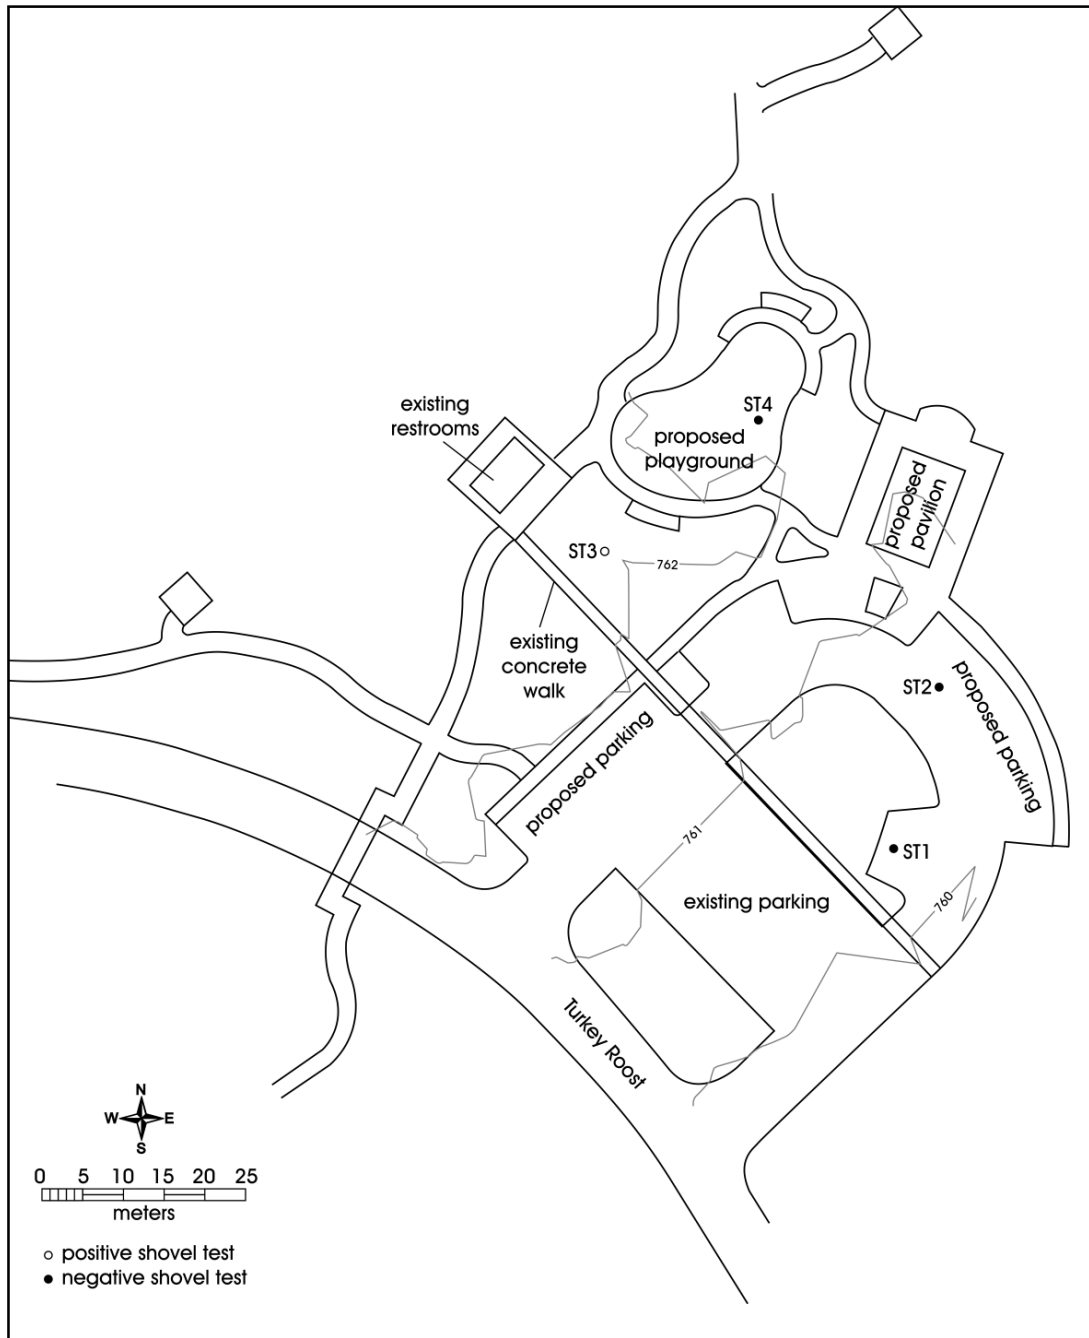 existing
restrooms
ST4
proposed
playground
proposed
pavilion
ST3
762
existing
concrete
walk
ST2
proposed parking
proposed parking
761
ST1
existing parking
760
Turkey Roost
N
W E
S
0 5 10 15 20 25
meters
positive shovel test
negative shovel test